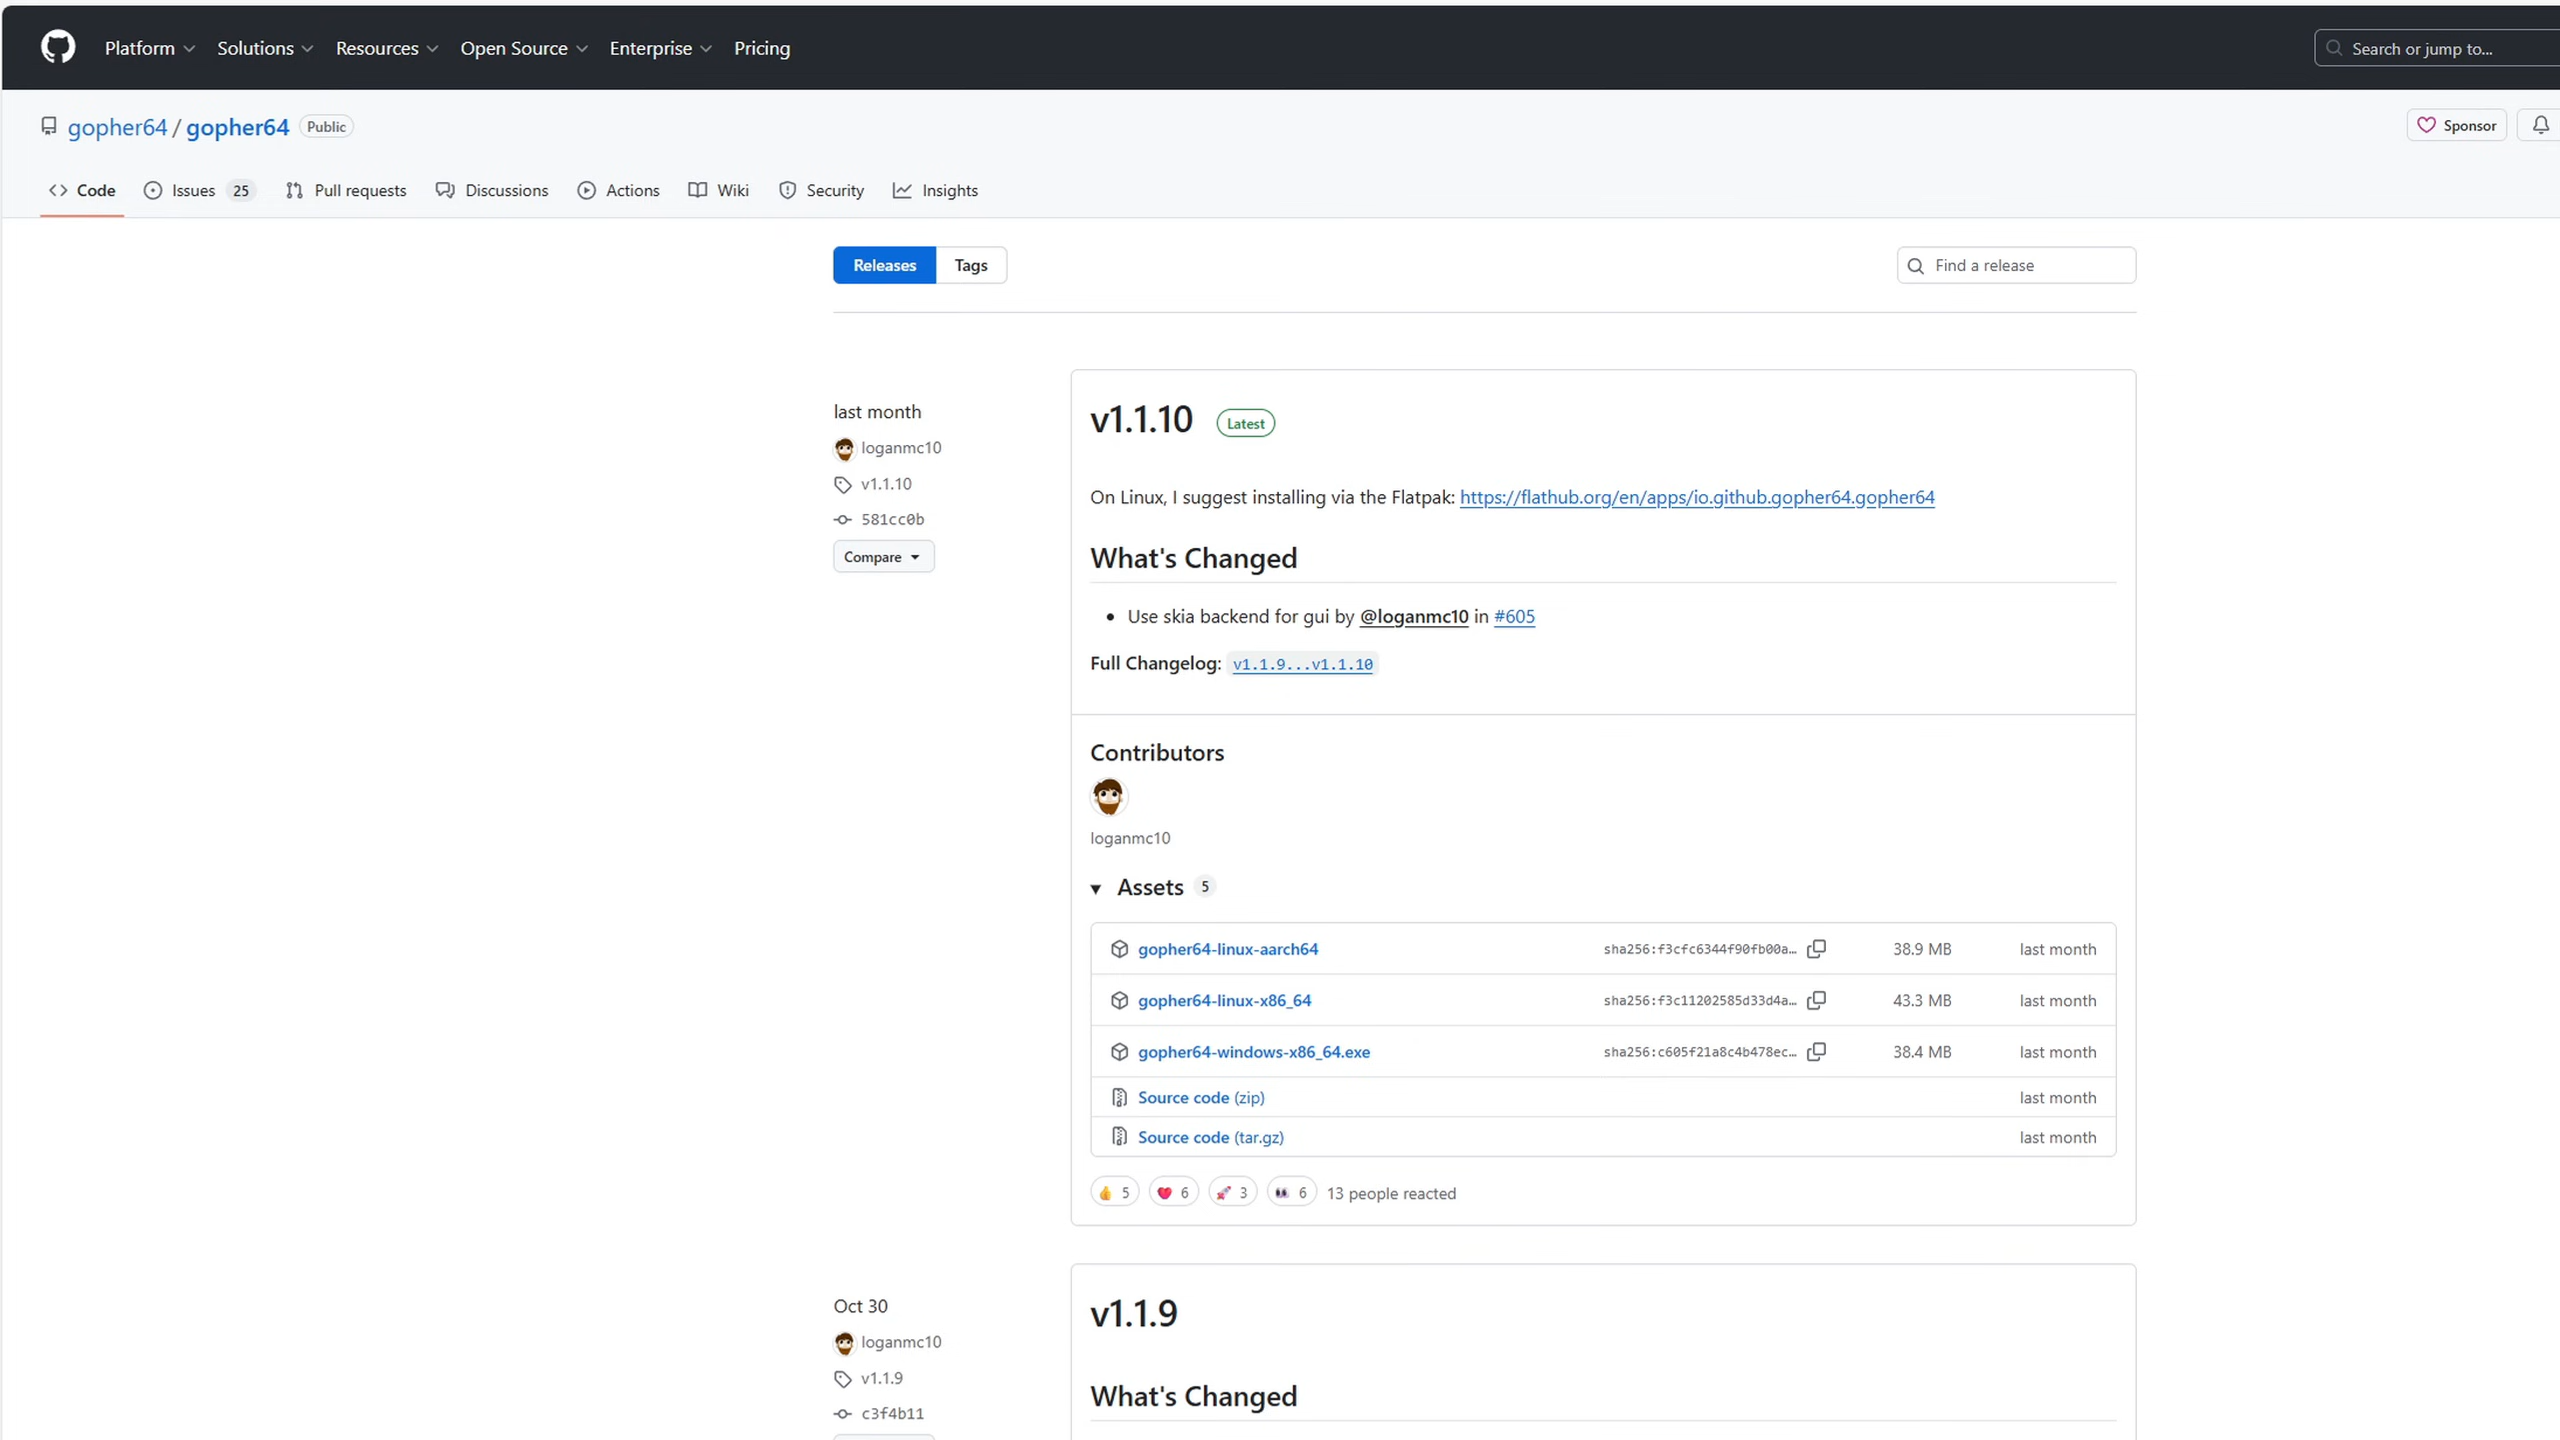 Platform Solutions Resources Open Source Enterprise Pricing Search or jump to...
gopher64 / gopher64 Public Sponsor
Code Issues 25 Pull requests Discussions Actions Wiki Security Insights
Releases Tags Find a release
last month
loganmc10
v1.1.10
581cc0b
Compare
v1.1.10 Latest
On Linux, I suggest installing via the Flatpak: https://flathub.org/en/apps/io.github.gopher64.gopher64
What's Changed
Use skia backend for gui by @loganmc10 in #605
Full Changelog: v1.1.9...v1.1.10
Contributors
loganmc10
Assets 5
gopher64-linux-aarch64 sha256:f3cfc6344f90fb00a… 38.9 MB last month
gopher64-linux-x86_64 sha256:f3c11202585d33d4a… 43.3 MB last month
gopher64-windows-x86_64.exe sha256:c605f21a8c4b478ec… 38.4 MB last month
Source code (zip) last month
Source code (tar.gz) last month
5 6 3 6 13 people reacted
Oct 30
loganmc10
v1.1.9
c3f4b11
v1.1.9
What's Changed